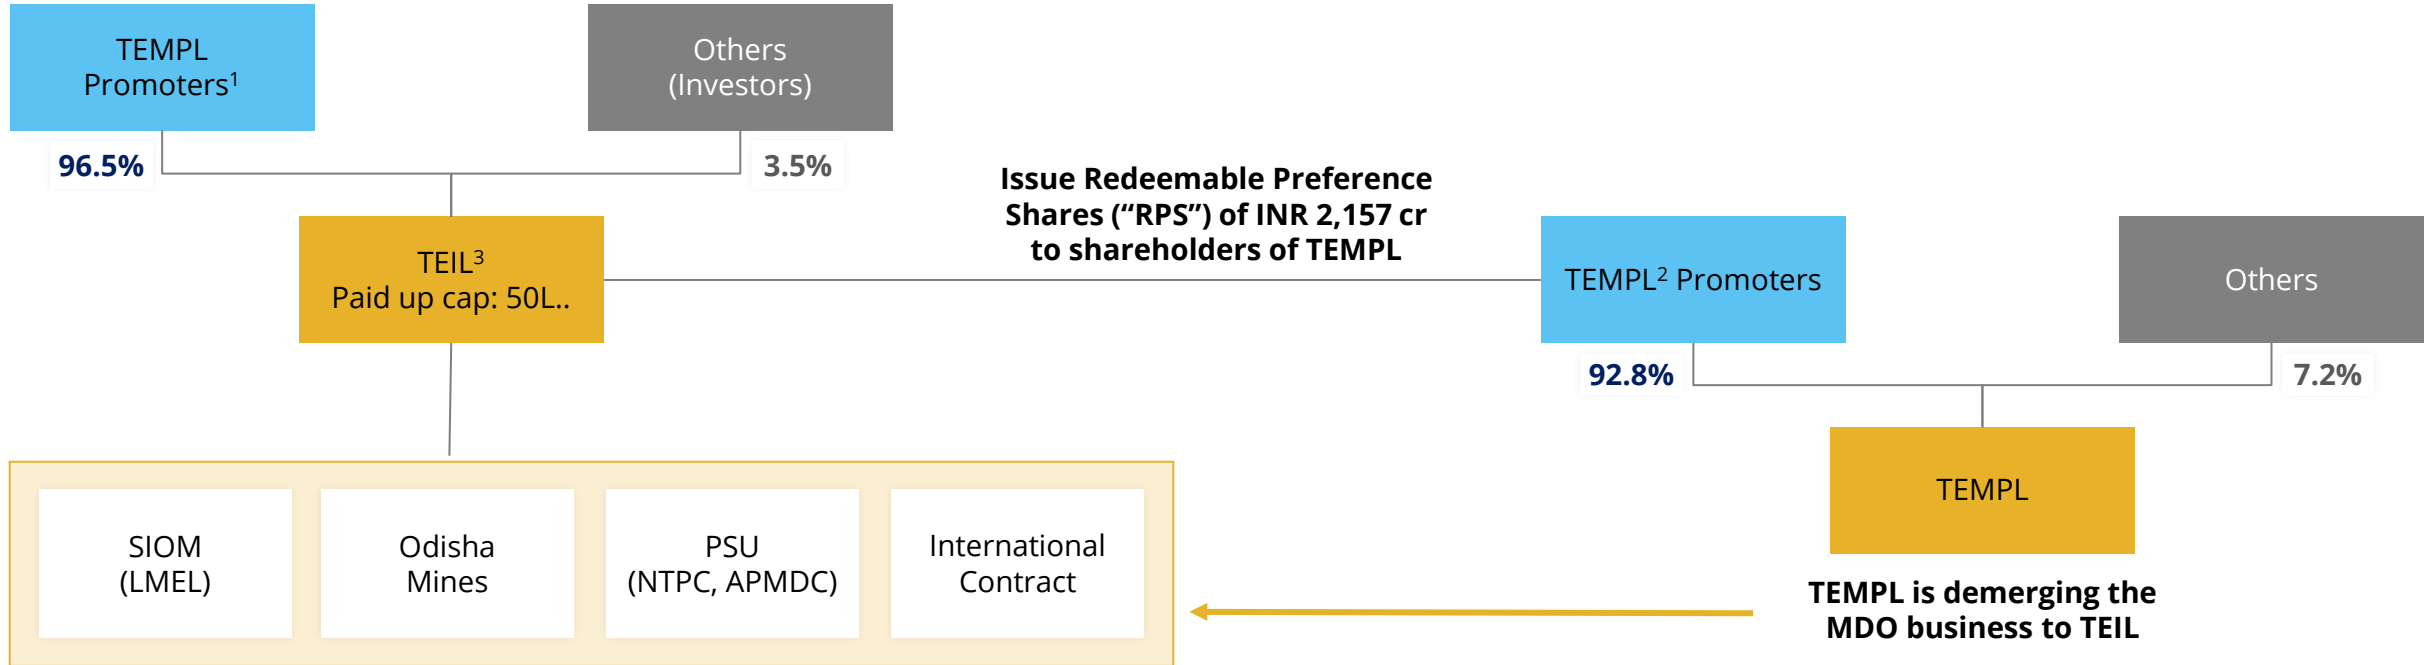 TEMPL
Promoters¹
Others
(Investors)
96.5%
3.5%
Issue Redeemable Preference
Shares (“RPS”) of INR 2,157 cr
to shareholders of TEMPL
TEIL³
Paid up cap: 50L..
TEMPL² Promoters
Others
92.8%
7.2%
TEMPL
SIOM
(LMEL)
Odisha
Mines
PSU
(NTPC, APMDC)
International
Contract
TEMPL is demerging the
MDO business to TEIL